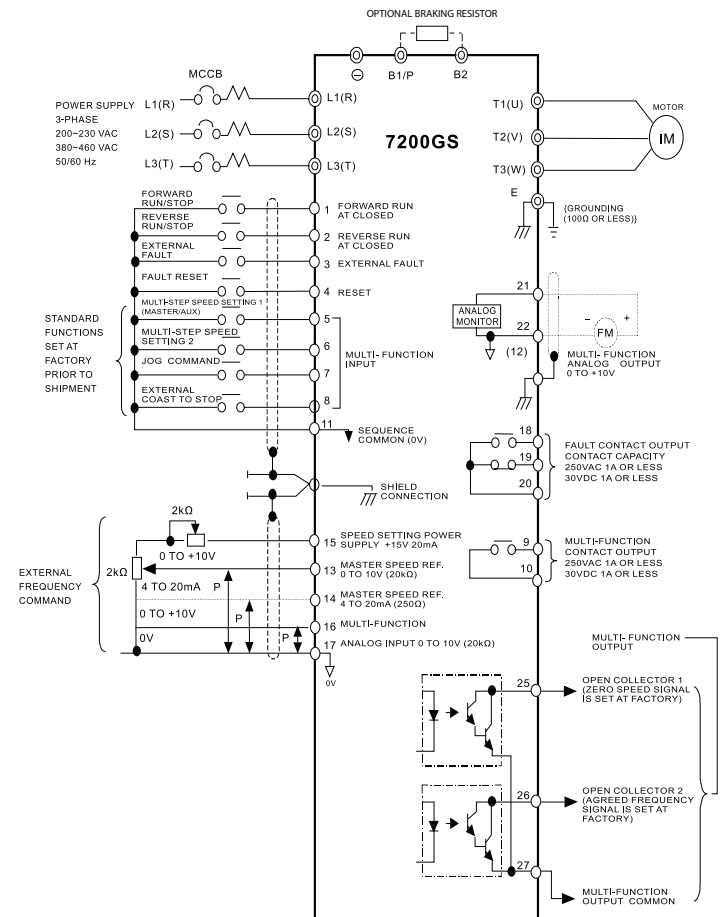 OPTIONAL BRAKING RESISTOR
⊖ B1/P B2
MCCB
POWER SUPPLY
3-PHASE
200~230 VAC
380~460 VAC
50/60 Hz
L1(R)
L2(S)
L3(T)
L1(R)
L2(S)
L3(T)
7200GS
T1(U)
T2(V)
T3(W)
E
MOTOR
IM
{GROUNDING
(100Ω OR LESS)}
FORWARD
RUN/STOP
REVERSE
RUN/STOP
EXTERNAL
FAULT
FAULT RESET
MULTI-STEP SPEED SETTING 1
(MASTER/AUX)
MULTI-STEP SPEED
SETTING 2
JOG COMMAND
EXTERNAL
COAST TO STOP
STANDARD
FUNCTIONS
SET AT
FACTORY
PRIOR TO
SHIPMENT
1 FORWARD RUN
AT CLOSED
2 REVERSE RUN
AT CLOSED
3 EXTERNAL FAULT
4 RESET
5
6
7
8
MULTI-FUNCTION
INPUT
11
SEQUENCE
COMMON (0V)
SHIELD
CONNECTION
21
ANALOG
MONITOR
22
(12)
− +
FM
MULTI- FUNCTION
ANALOG OUTPUT
0 TO +10V
18
19
20
FAULT CONTACT OUTPUT
CONTACT CAPACITY
250VAC 1A OR LESS
30VDC 1A OR LESS
9
10
MULTI-FUNCTION
CONTACT OUTPUT
250VAC 1A OR LESS
30VDC 1A OR LESS
EXTERNAL
FREQUENCY
COMMAND
2kΩ
2kΩ
0 TO +10V
4 TO 20mA
0 TO +10V
0V
P
P
P
15 SPEED SETTING POWER
SUPPLY +15V 20mA
13 MASTER SPEED REF.
0 TO 10V (20kΩ)
14 MASTER SPEED REF.
4 TO 20mA (250Ω)
16 MULTI-FUNCTION
17 ANALOG INPUT 0 TO 10V (20kΩ)
0V
MULTI- FUNCTION
OUTPUT
25
OPEN COLLECTOR 1
(ZERO SPEED SIGNAL
IS SET AT FACTORY)
26
OPEN COLLECTOR 2
(AGREED FREQUENCY
SIGNAL IS SET AT
FACTORY)
27
MULTI-FUNCTION
OUTPUT COMMON